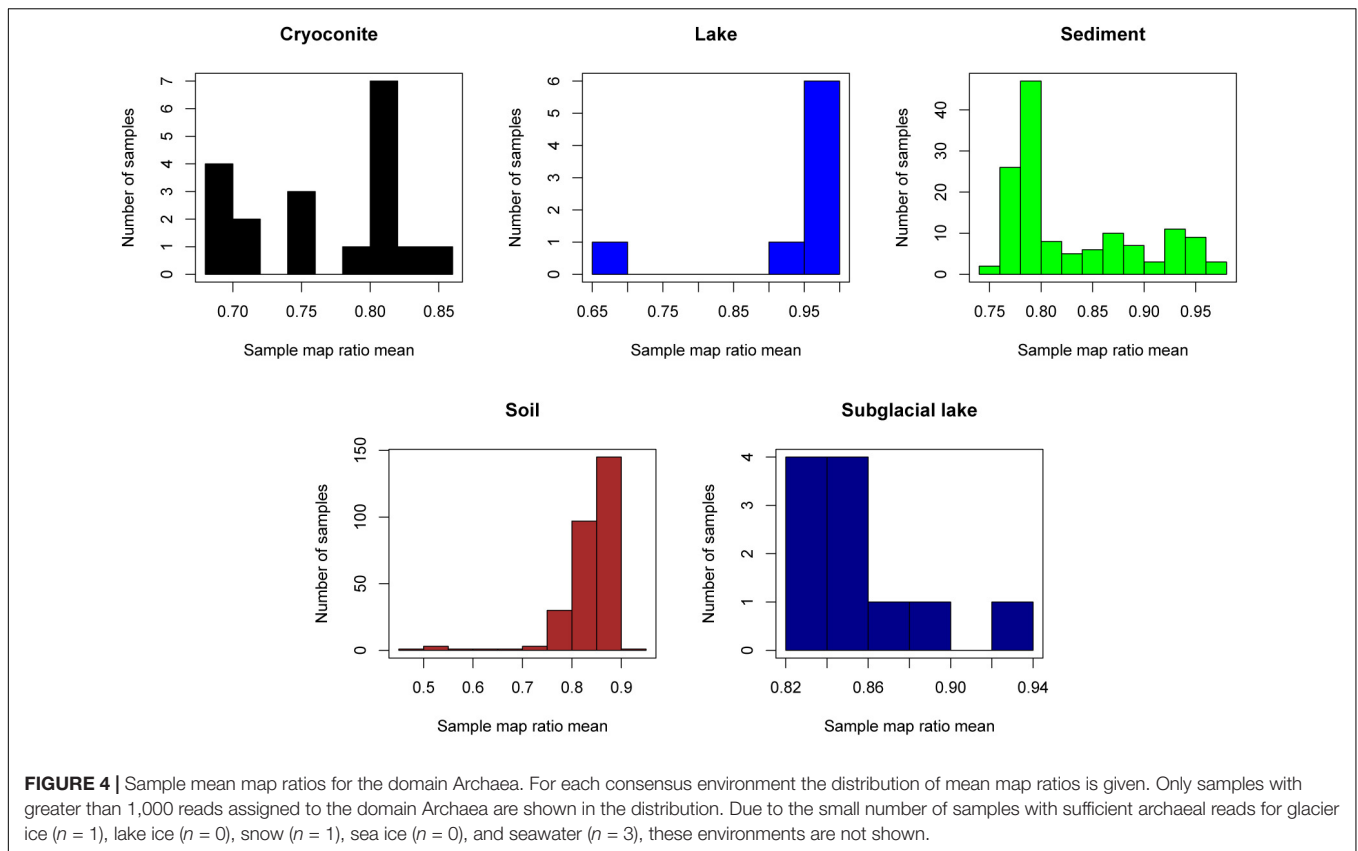 Cryoconite
Number of samples
7
6
5
4
3
2
1
0
0.70 0.75 0.80 0.85
Sample map ratio mean
Lake
Number of samples
6
5
4
3
2
1
0
0.65 0.75 0.85 0.95
Sample map ratio mean
Sediment
Number of samples
40
30
20
10
0
0.75 0.80 0.85 0.90 0.95
Sample map ratio mean
Soil
Number of samples
150
100
50
0
0.5 0.6 0.7 0.8 0.9
Sample map ratio mean
Subglacial lake
Number of samples
4
3
2
1
0
0.82 0.86 0.90 0.94
Sample map ratio mean
FIGURE 4 | Sample mean map ratios for the domain Archaea. For each consensus environment the distribution of mean map ratios is given. Only samples with
greater than 1,000 reads assigned to the domain Archaea are shown in the distribution. Due to the small number of samples with sufficient archaeal reads for glacier
ice (n = 1), lake ice (n = 0), snow (n = 1), sea ice (n = 0), and seawater (n = 3), these environments are not shown.